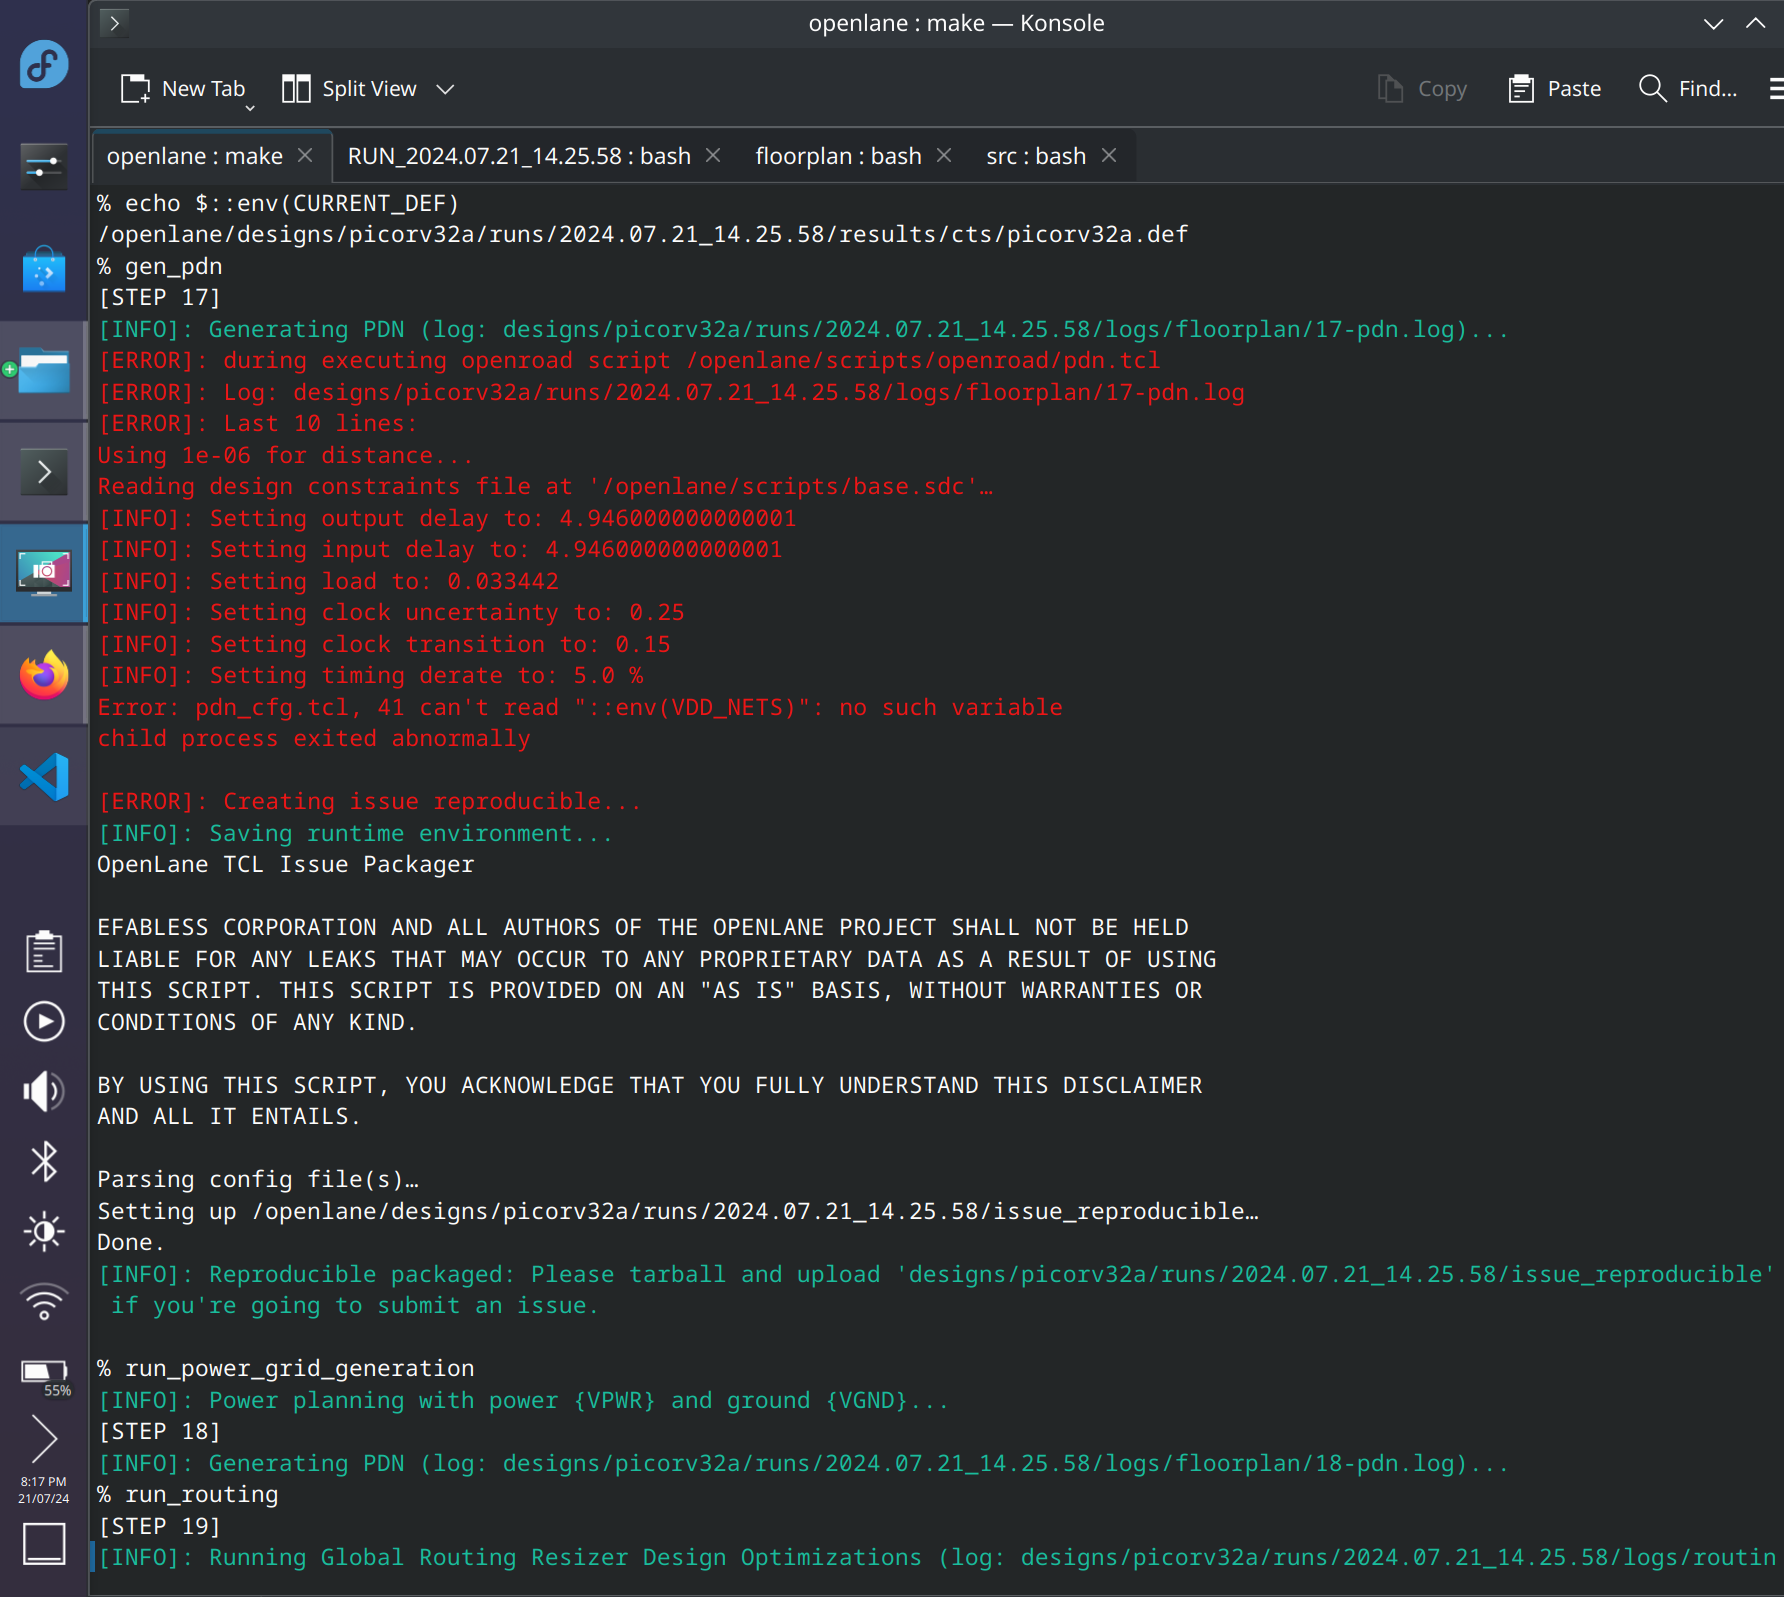 openlane : make — Konsole
New Tab
Split View
Copy
Paste
Find...
openlane : make
RUN_2024.07.21_14.25.58 : bash
floorplan : bash
src : bash
% echo $::env(CURRENT_DEF)
/openlane/designs/picorv32a/runs/2024.07.21_14.25.58/results/cts/picorv32a.def
% gen_pdn
[STEP 17]
[INFO]: Generating PDN (log: designs/picorv32a/runs/2024.07.21_14.25.58/logs/floorplan/17-pdn.log)...
[ERROR]: during executing openroad script /openlane/scripts/openroad/pdn.tcl
[ERROR]: Log: designs/picorv32a/runs/2024.07.21_14.25.58/logs/floorplan/17-pdn.log
[ERROR]: Last 10 lines:
Using 1e-06 for distance...
Reading design constraints file at '/openlane/scripts/base.sdc'…
[INFO]: Setting output delay to: 4.946000000000001
[INFO]: Setting input delay to: 4.946000000000001
[INFO]: Setting load to: 0.033442
[INFO]: Setting clock uncertainty to: 0.25
[INFO]: Setting clock transition to: 0.15
[INFO]: Setting timing derate to: 5.0 %
Error: pdn_cfg.tcl, 41 can't read "::env(VDD_NETS)": no such variable
child process exited abnormally
[ERROR]: Creating issue reproducible...
[INFO]: Saving runtime environment...
OpenLane TCL Issue Packager
EFABLESS CORPORATION AND ALL AUTHORS OF THE OPENLANE PROJECT SHALL NOT BE HELD
LIABLE FOR ANY LEAKS THAT MAY OCCUR TO ANY PROPRIETARY DATA AS A RESULT OF USING
THIS SCRIPT. THIS SCRIPT IS PROVIDED ON AN "AS IS" BASIS, WITHOUT WARRANTIES OR
CONDITIONS OF ANY KIND.
BY USING THIS SCRIPT, YOU ACKNOWLEDGE THAT YOU FULLY UNDERSTAND THIS DISCLAIMER
AND ALL IT ENTAILS.
Parsing config file(s)…
Setting up /openlane/designs/picorv32a/runs/2024.07.21_14.25.58/issue_reproducible…
Done.
[INFO]: Reproducible packaged: Please tarball and upload 'designs/picorv32a/runs/2024.07.21_14.25.58/issue_reproducible'
if you're going to submit an issue.
% run_power_grid_generation
[INFO]: Power planning with power {VPWR} and ground {VGND}...
[STEP 18]
[INFO]: Generating PDN (log: designs/picorv32a/runs/2024.07.21_14.25.58/logs/floorplan/18-pdn.log)...
% run_routing
[STEP 19]
[INFO]: Running Global Routing Resizer Design Optimizations (log: designs/picorv32a/runs/2024.07.21_14.25.58/logs/routin
55%
8:17 PM
21/07/24